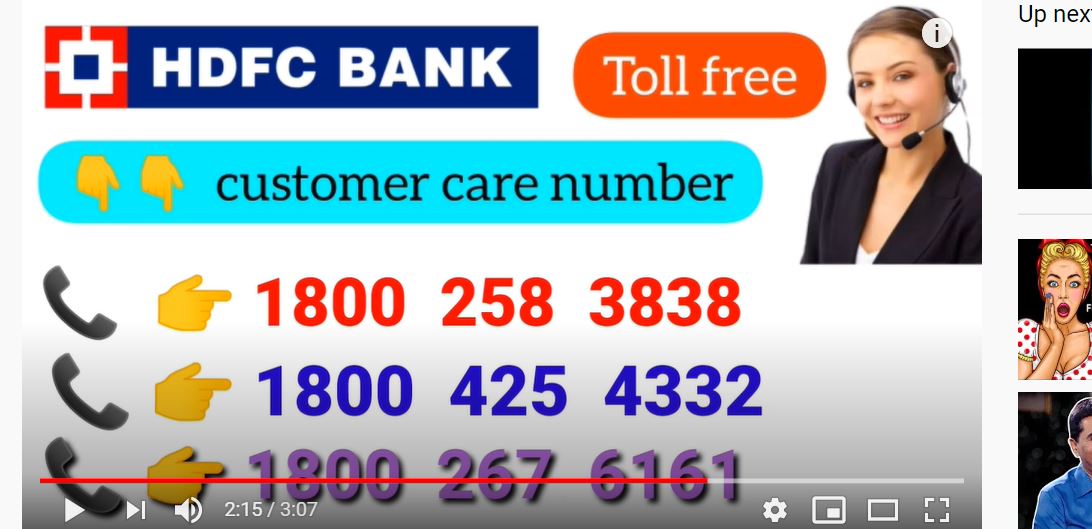 Up nex
HDFC BANK
Toll free
customer care number
1800 258 3838
1800 425 4332
1800 267 6161
2:15 / 3:07